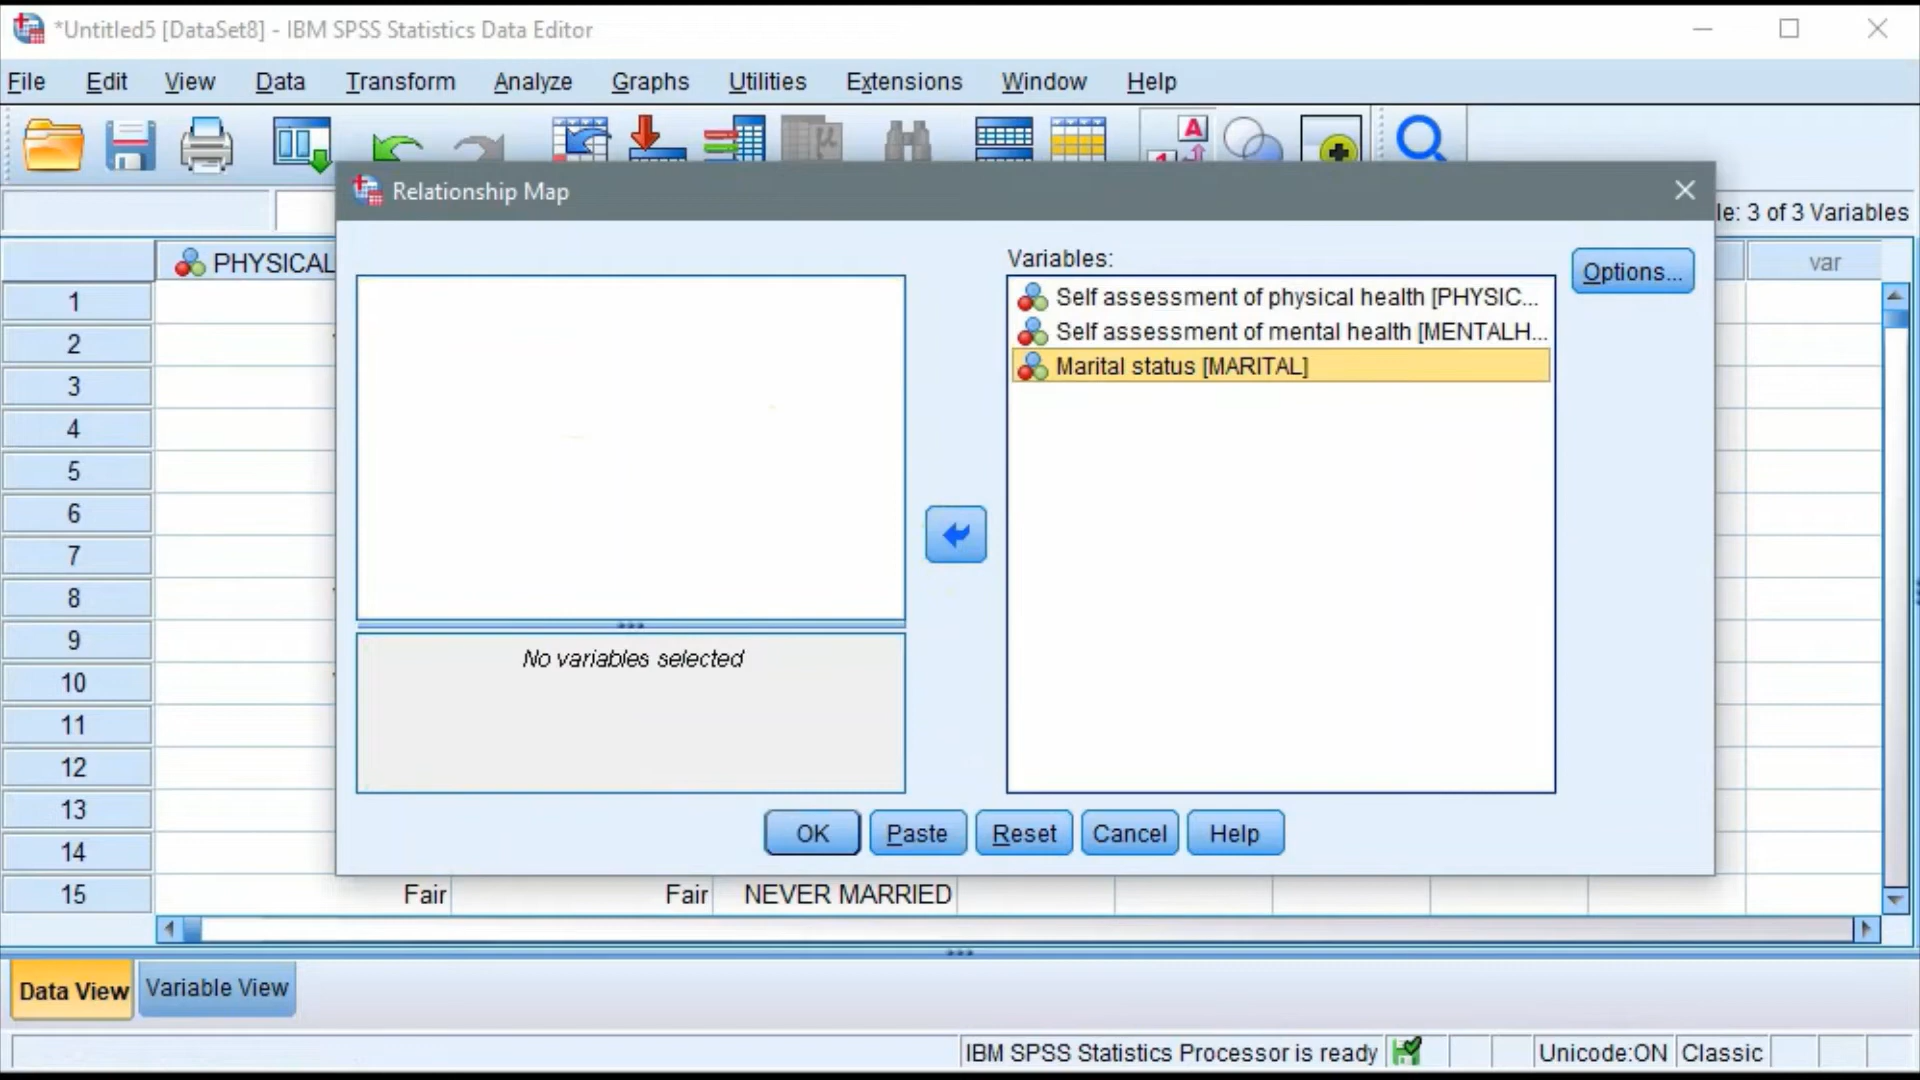 *Untitled5 [DataSet8] - IBM SPSS Statistics Data Editor
File Edit View Data Transform Analyze Graphs Utilities Extensions Window Help
Relationship Map
le: 3 of 3 Variables
PHYSICAL
var
Variables:
Options...
Self assessment of physical health [PHYSIC...
Self assessment of mental health [MENTALH...
Marital status [MARITAL]
1
2
3
4
5
6
7
8
9
10
11
12
13
14
No variables selected
OK Paste Reset Cancel Help
15 Fair Fair NEVER MARRIED
Data View Variable View
IBM SPSS Statistics Processor is ready Unicode:ON Classic